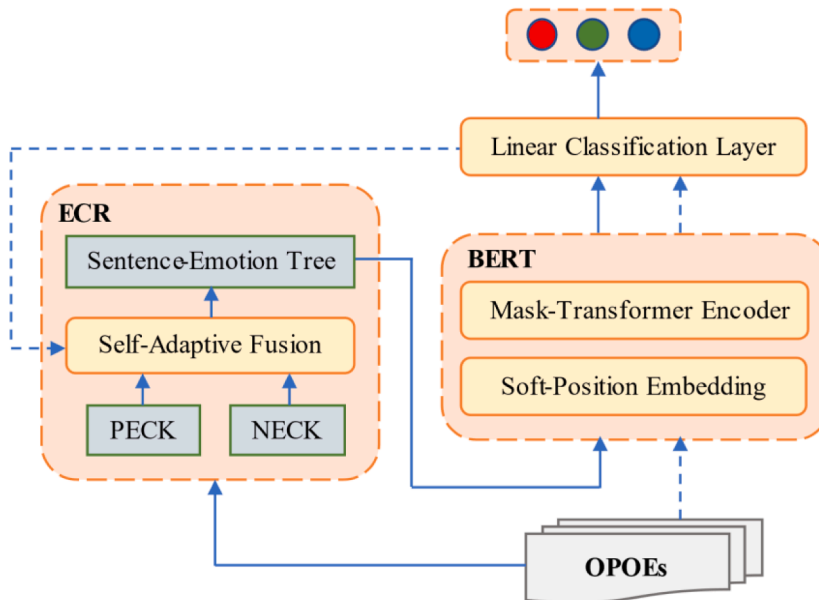 Linear Classification Layer
ECR
Sentence-Emotion Tree
Self-Adaptive Fusion
PECK
NECK
BERT
Mask-Transformer Encoder
Soft-Position Embedding
OPOEs